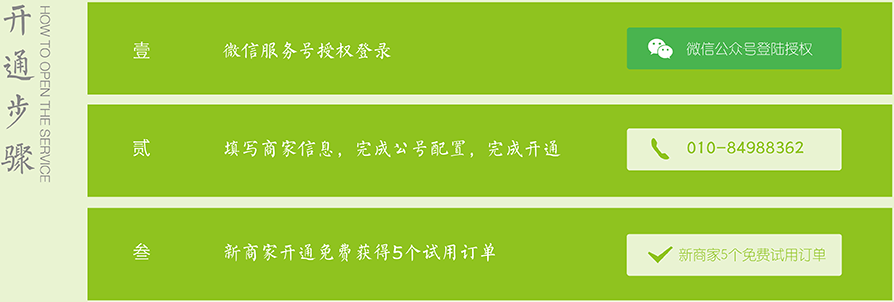 开通步骤
HOW TO OPEN THE SERVICE
壹
微信服务号授权登录
微信公众号登陆授权
贰
填写商家信息，完成公号配置，完成开通
010-84988362
叁
新商家开通免费获得5个试用订单
新商家5个免费试用订单